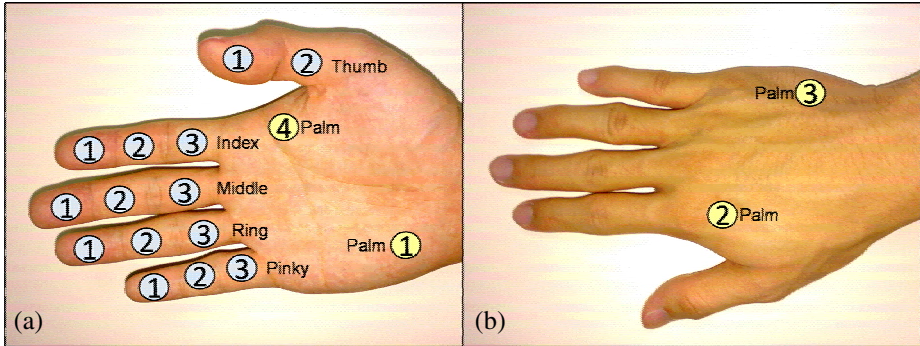 1 2 Thumb
4 Palm
1 2 3 Index
1 2 3 Middle
1 2 3 Ring
Palm 1
1 2 3 Pinky
(a)
Palm 3
2 Palm
(b)